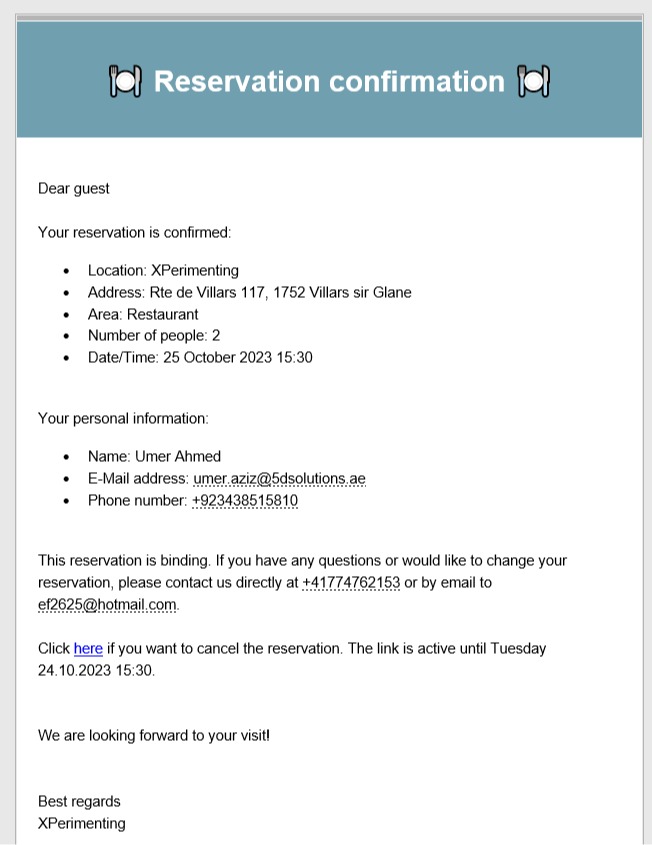 Reservation confirmation
Dear guest
Your reservation is confirmed:
• Location: XPerimenting
• Address: Rte de Villars 117, 1752 Villars sir Glane
• Area: Restaurant
• Number of people: 2
• Date/Time: 25 October 2023 15:30
Your personal information:
• Name: Umer Ahmed
• E-Mail address: umer.aziz@5dsolutions.ae
• Phone number: +923438515810
This reservation is binding. If you have any questions or would like to change your
reservation, please contact us directly at +41774762153 or by email to
ef2625@hotmail.com.
Click here if you want to cancel the reservation. The link is active until Tuesday
24.10.2023 15:30.
We are looking forward to your visit!
Best regards
XPerimenting